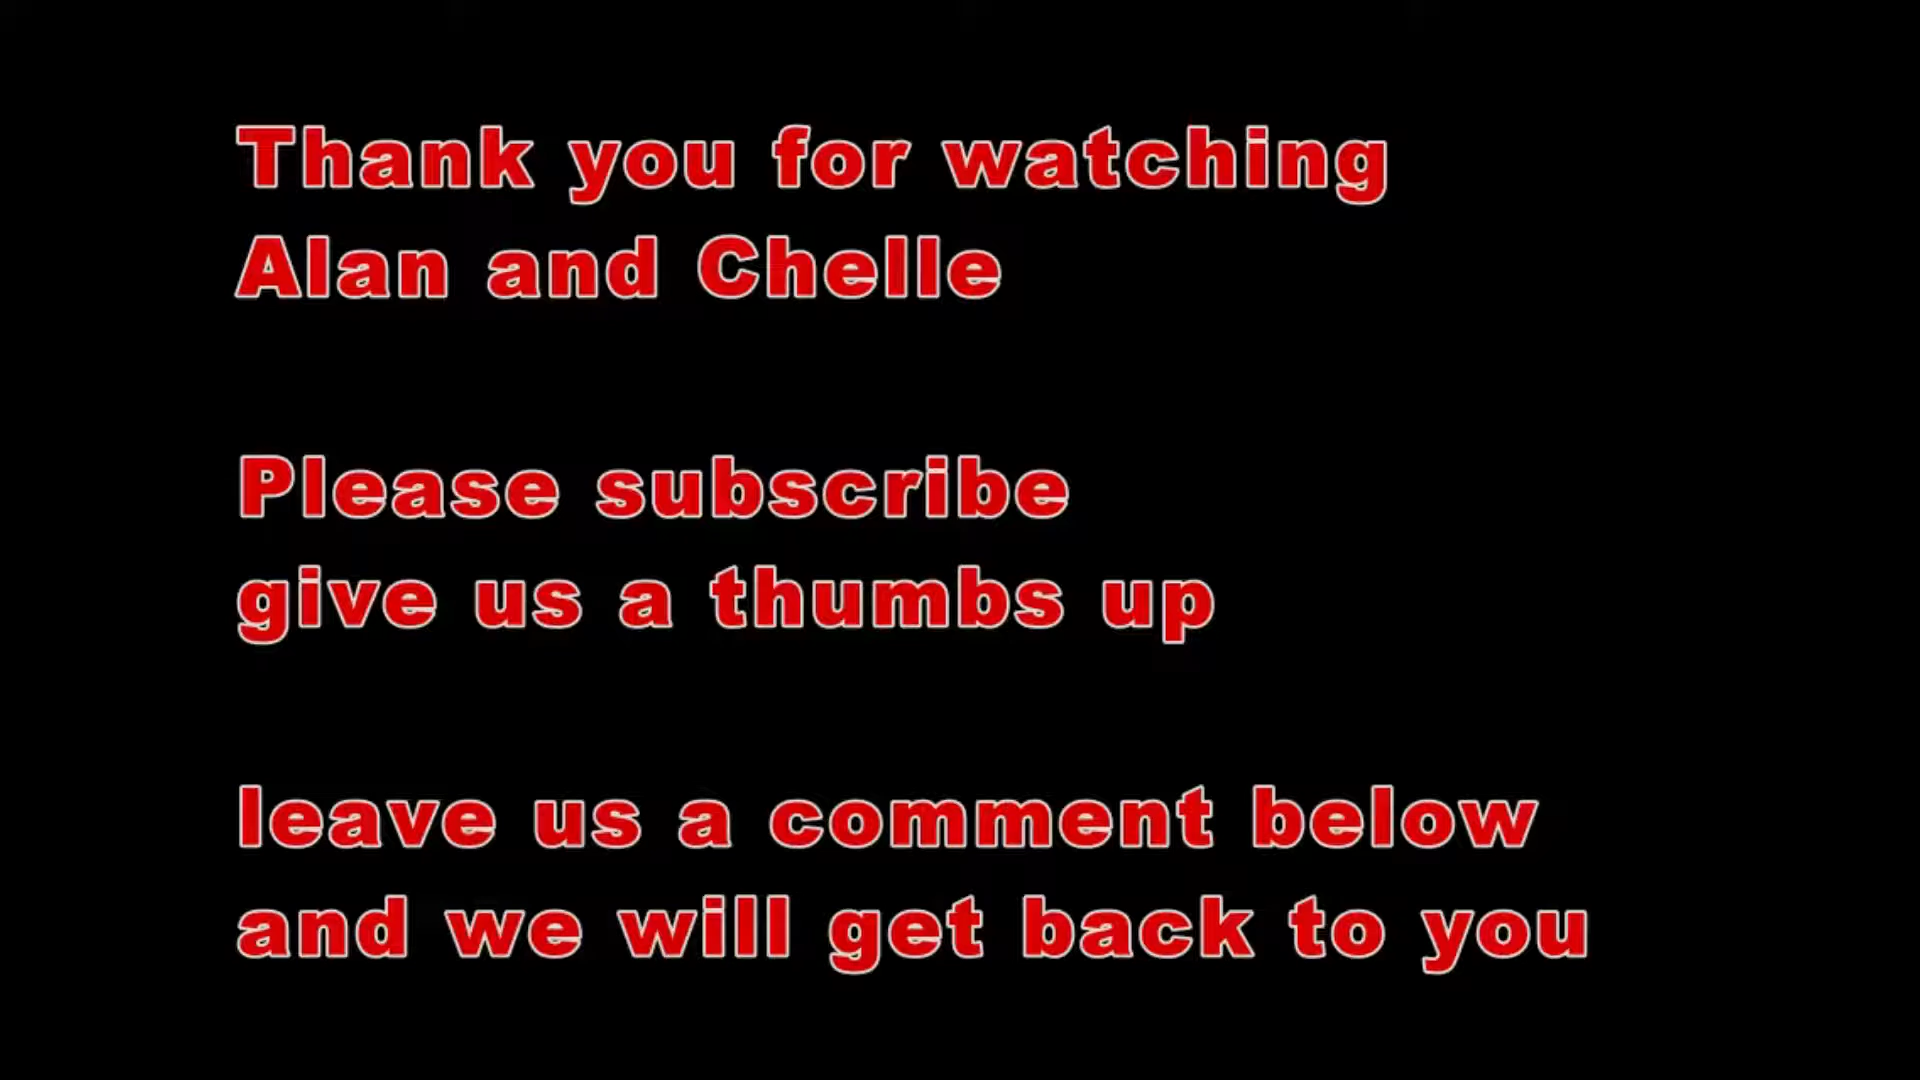 Thank you for watching
Alan and Chelle
Please subscribe
give us a thumbs up
leave us a comment below
and we will get back to you